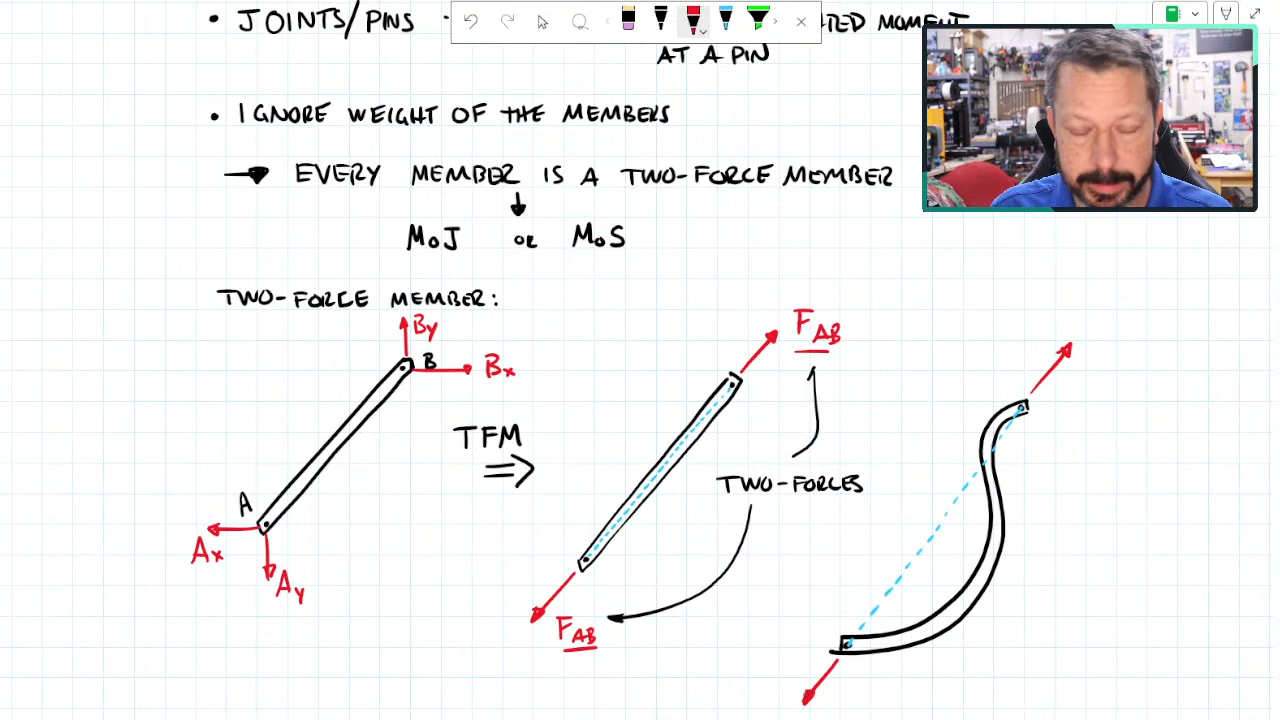 • JOINTS/PINS
MOMENT
AT A PIN
• IGNORE WEIGHT OF THE MEMBERS
→ EVERY MEMBER IS A TWO-FORCE MEMBER
MoJ or MoS
TWO-FORCE MEMBER:
By
B
Bx
A
Ax
Ay
TFM
⇒
FAB
TWO-FORCES
FAB